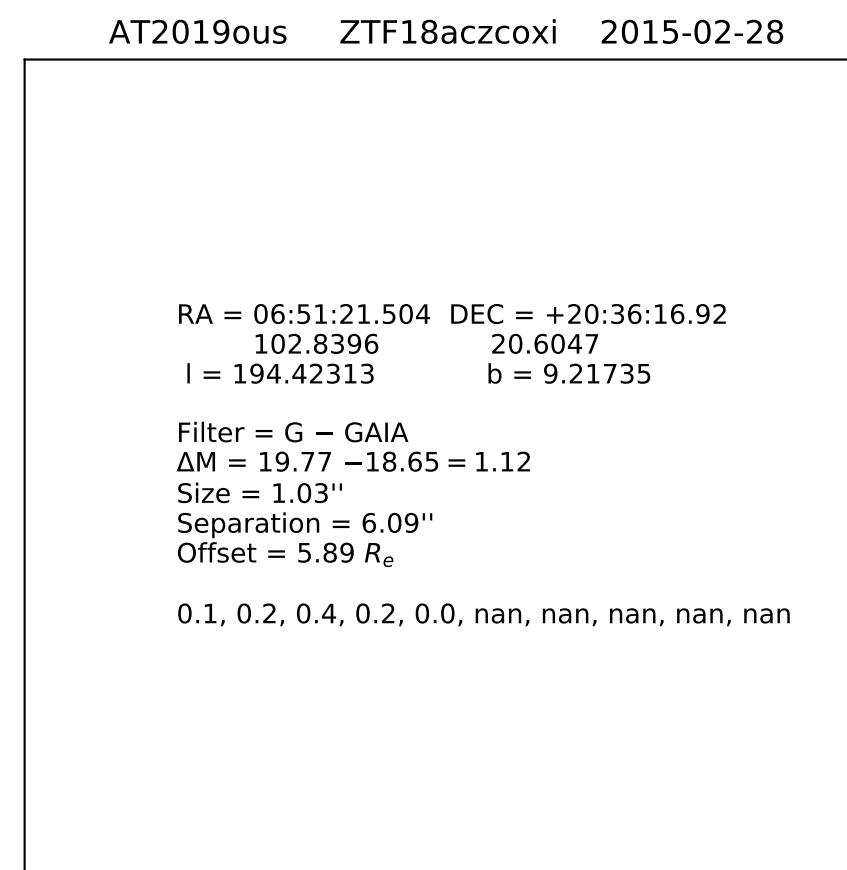 AT2019ous ZTF18aczcoxi 2015-02-28
RA = 06:51:21.504 DEC = +20:36:16.92
102.8396 20.6047
l = 194.42313 b = 9.21735
Filter = G − GAIA
ΔM = 19.77 −18.65 = 1.12
Size = 1.03''
Separation = 6.09''
Offset = 5.89 Re
0.1, 0.2, 0.4, 0.2, 0.0, nan, nan, nan, nan, nan